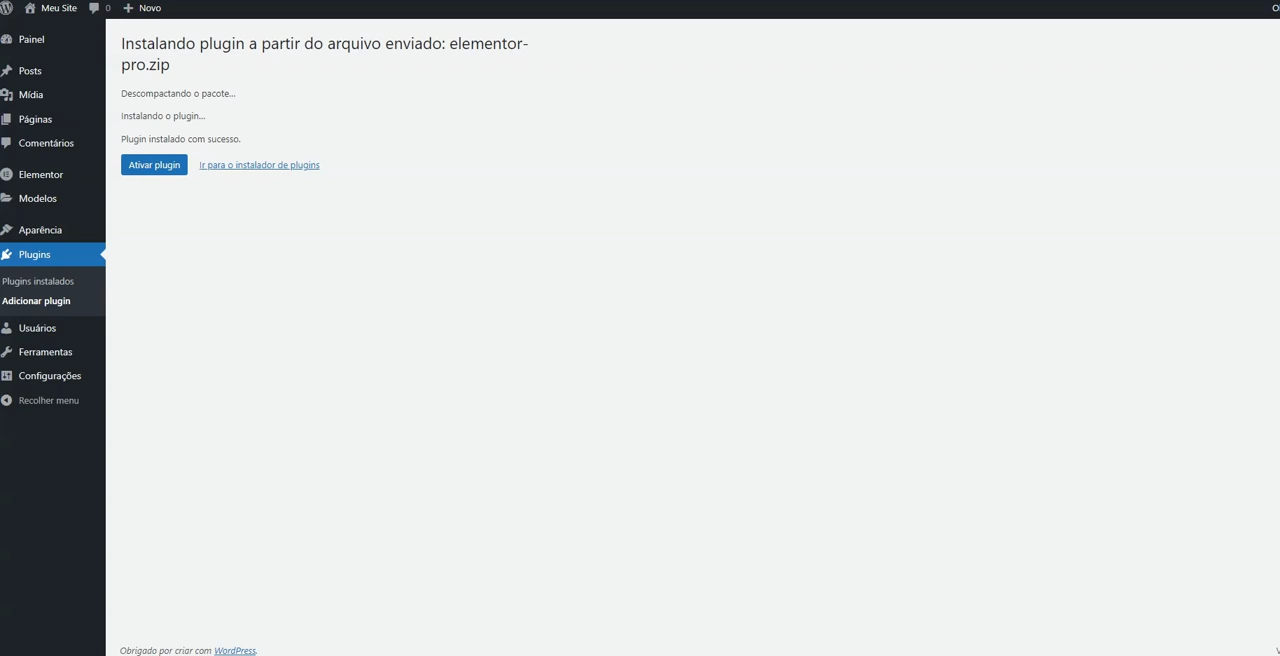 Meu Site 0 Novo
Painel
Posts
Mídia
Páginas
Comentários
Elementor
Modelos
Aparência
Plugins
Plugins instalados
Adicionar plugin
Usuários
Ferramentas
Configurações
Recolher menu
Instalando plugin a partir do arquivo enviado: elementor-
pro.zip
Descompactando o pacote...
Instalando o plugin...
Plugin instalado com sucesso.
Ativar plugin Ir para o instalador de plugins
Obrigado por criar com WordPress.